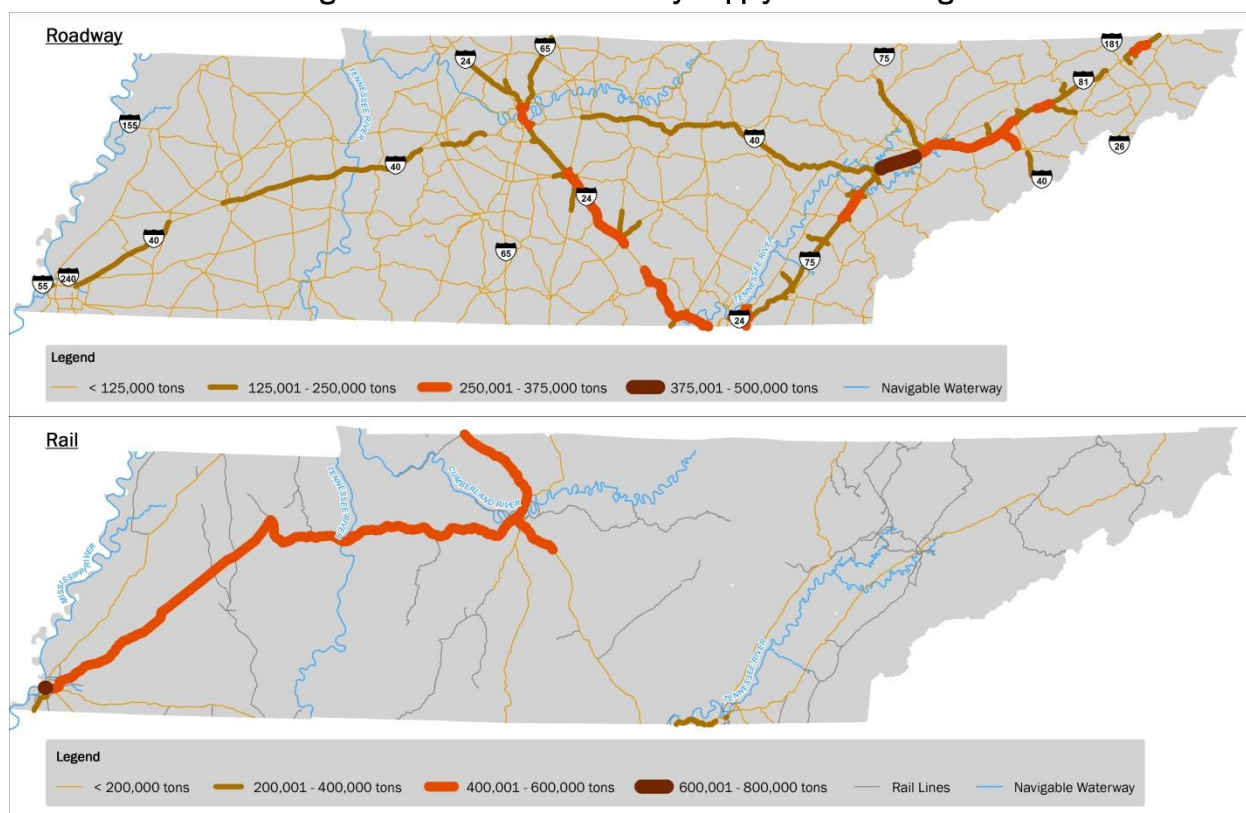 Roadway
24
65
75
181
81
155
TENNESSEE RIVER
40
40
26
40
24
40
65
TENNESSEE RIVER
75
55
240
24
Legend
< 125,000 tons
125,001 - 250,000 tons
250,001 - 375,000 tons
375,001 - 500,000 tons
Navigable Waterway
Rail
CUMBERLAND RIVER
TENNESSEE RIVER
MISSISSIPPI RIVER
TENNESSEE RIVER
Legend
< 200,000 tons
200,001 - 400,000 tons
400,001 - 600,000 tons
600,001 - 800,000 tons
Rail Lines
Navigable Waterway